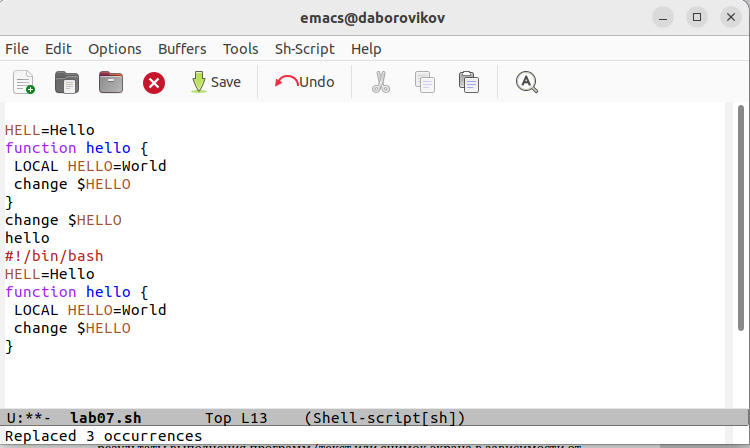 emacs@daborovikov
File Edit Options Buffers Tools Sh-Script Help
Save Undo
HELL=Hello
function hello {
 LOCAL HELLO=World
 change $HELLO
}
change $HELLO
hello
#!/bin/bash
HELL=Hello
function hello {
 LOCAL HELLO=World
 change $HELLO
}
U:**-  lab07.sh       Top L13    (Shell-script[sh])
Replaced 3 occurrences